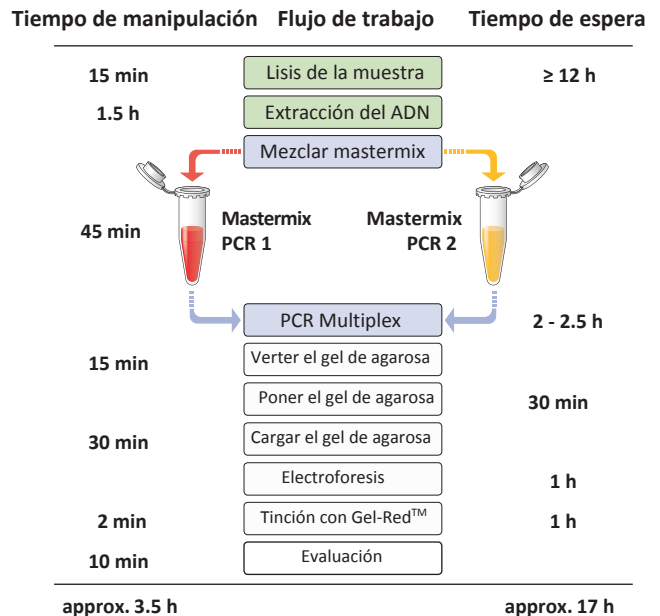 Tiempo de manipulación Flujo de trabajo Tiempo de espera
15 min Lisis de la muestra ≥ 12 h
1.5 h Extracción del ADN
Mezclar mastermix
Mastermix Mastermix
45 min PCR 1 PCR 2
PCR Multiplex 2 - 2.5 h
15 min Verter el gel de agarosa
Poner el gel de agarosa 30 min
30 min Cargar el gel de agarosa
Electroforesis 1 h
2 min Tinción con Gel-Red™ 1 h
10 min Evaluación
approx. 3.5 h approx. 17 h